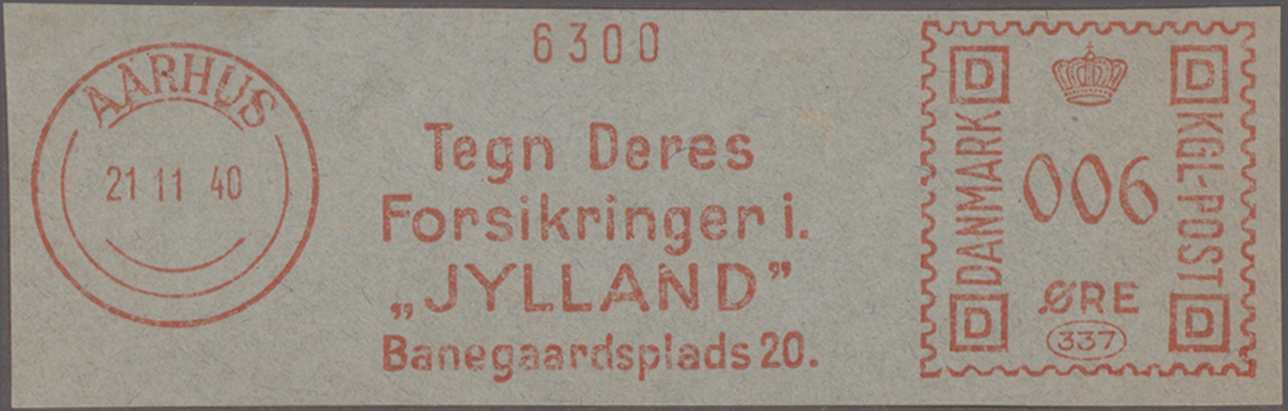 AARHUS
21 11 40
6300
Tegn Deres
Forsikringer i.
„JYLLAND”
Banegaardsplads 20.
D
D
DANMARK
KGL-POST
006
ØRE
D
D
337